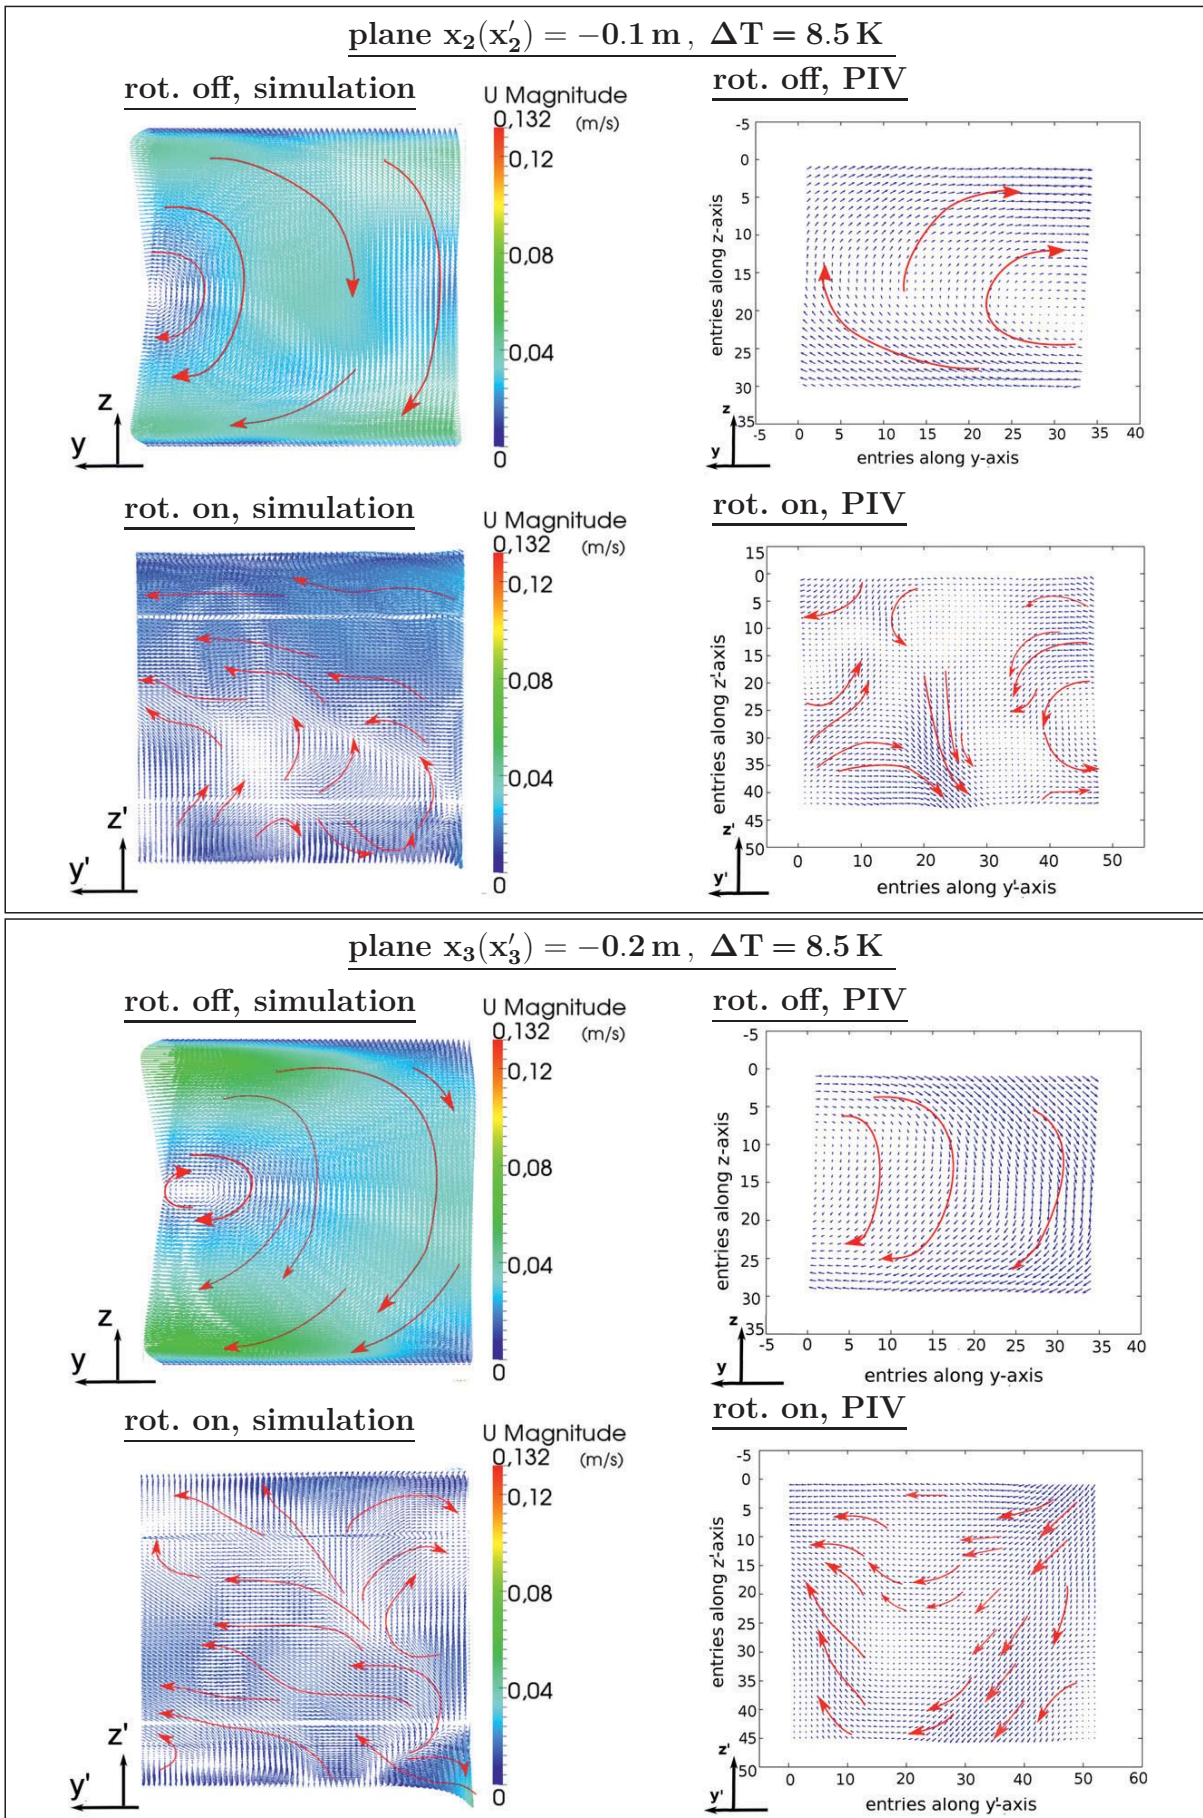 plane x₂(x′₂) = −0.1 m , ΔT = 8.5 K
rot. off, simulation
U Magnitude
0,132 (m/s)
0,12
0,08
0,04
0
z
y
rot. off, PIV
-5
0
5
10
15
20
25
30
35
entries along z-axis
-5 0 5 10 15 20 25 30 35 40
entries along y-axis
z
y
rot. on, simulation
U Magnitude
0,132 (m/s)
0,12
0,08
0,04
0
z'
y'
rot. on, PIV
15
0
5
10
15
20
25
30
35
40
45
50
entries along z'-axis
0 10 20 30 40 50
entries along y'-axis
z'
y'
plane x₃(x′₃) = −0.2 m , ΔT = 8.5 K
rot. off, simulation
U Magnitude
0,132 (m/s)
0,12
0,08
0,04
0
z
y
rot. off, PIV
-5
0
5
10
15
20
25
30
35
entries along z-axis
-5 0 5 10 15 20 25 30 35 40
entries along y-axis
z
y
rot. on, simulation
U Magnitude
0,132 (m/s)
0,12
0,08
0,04
0
z'
y'
rot. on, PIV
-5
0
5
10
15
20
25
30
35
40
45
50
entries along z'-axis
0 10 20 30 40 50 60
entries along y'-axis
z'
y'